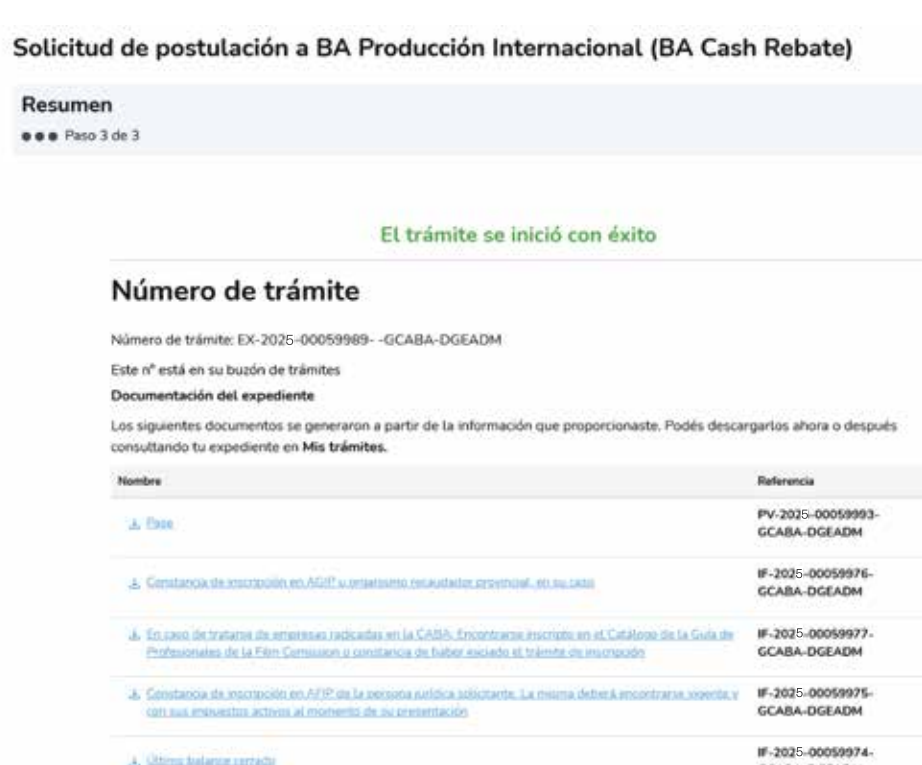 Solicitud de postulación a BA Producción Internacional (BA Cash Rebate)
Resumen
Paso 3 de 3
El trámite se inició con éxito
Número de trámite
Número de trámite: EX-2025-00059989- -GCABA-DGEADM
Este nº está en su buzón de trámites
Documentación del expediente
Los siguientes documentos se generaron a partir de la información que proporcionaste. Podés descargarlos ahora o después
consultando tu expediente en Mis trámites.
Nombre Referencia
Pase PV-2025-00059993-
GCABA-DGEADM
Constancia de inscripción en AGIP u organismo recaudador provincial, en su caso IF-2025-00059976-
GCABA-DGEADM
En caso de tratarse de empresas radicadas en la CABA, Encontrarse inscripto en el Catálogo de la Guía de IF-2025-00059977-
Profesionales de la Film Comission o constancia de haber iniciado el trámite de inscripción GCABA-DGEADM
Constancia de inscripción en AFIP de la persona jurídica solicitante. La misma deberá encontrarse vigente y IF-2025-00059975-
con sus impuestos activos al momento de su presentación GCABA-DGEADM
Último balance cerrado IF-2025-00059974-